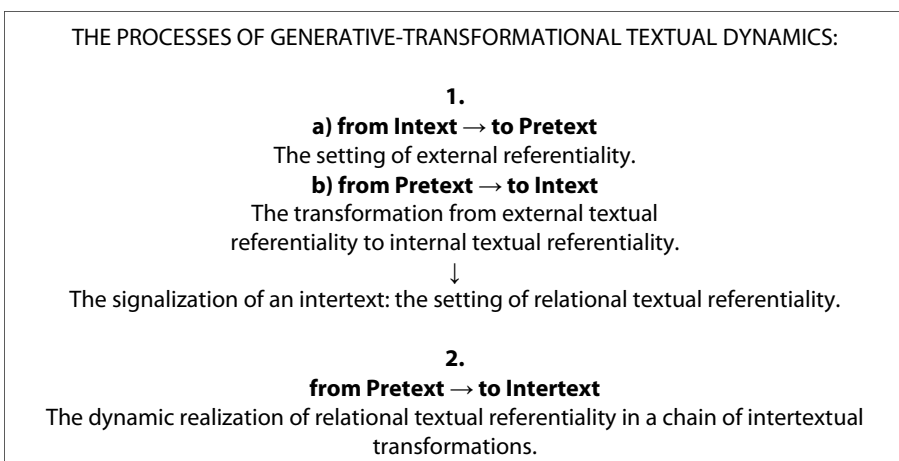 THE PROCESSES OF GENERATIVE-TRANSFORMATIONAL TEXTUAL DYNAMICS:
1.
a) from Intext → to Pretext
The setting of external referentiality.
b) from Pretext → to Intext
The transformation from external textual
referentiality to internal textual referentiality.
↓
The signalization of an intertext: the setting of relational textual referentiality.
2.
from Pretext → to Intertext
The dynamic realization of relational textual referentiality in a chain of intertextual
transformations.